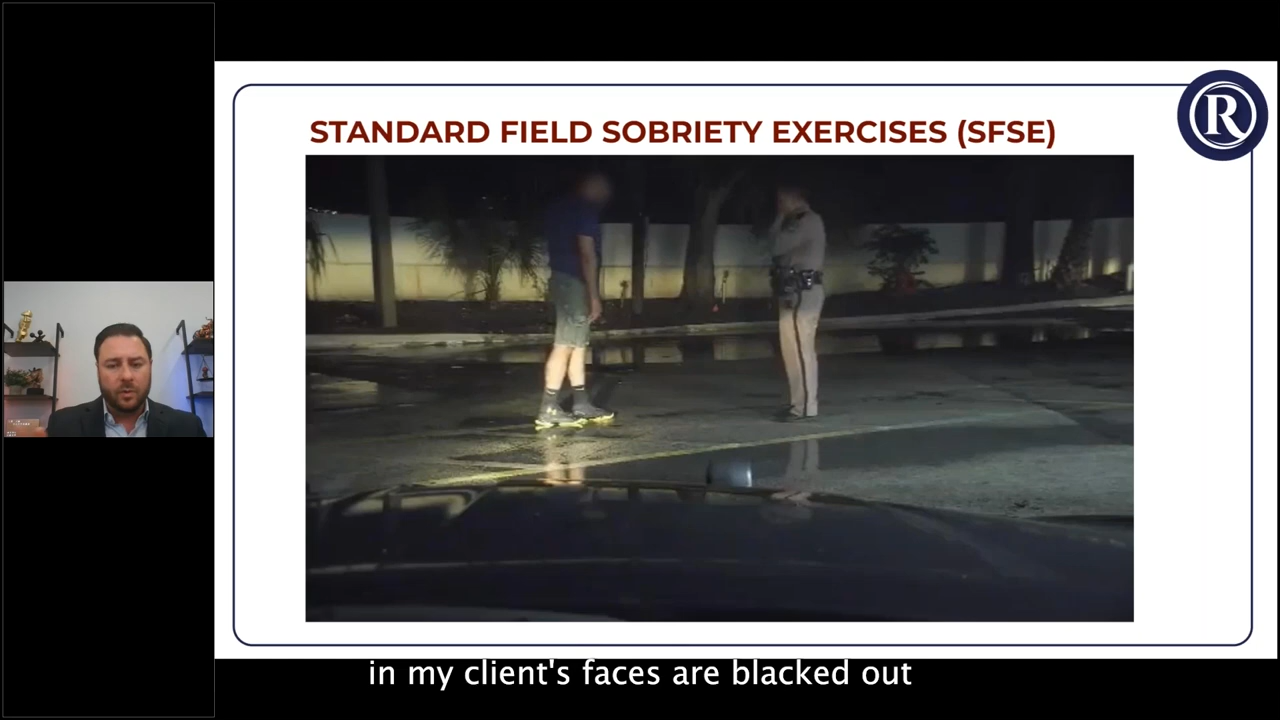 STANDARD FIELD SOBRIETY EXERCISES (SFSE)
R
in my client's faces are blacked out